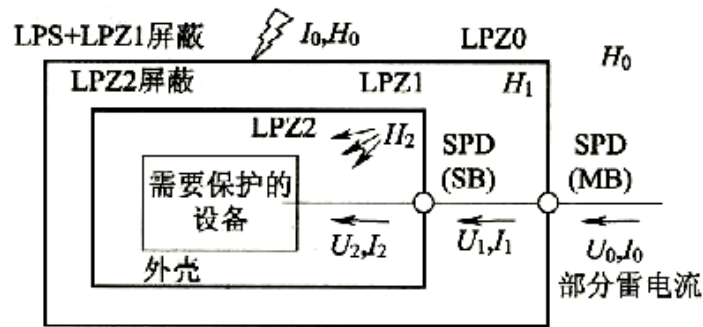 LPS+LPZ1屏蔽
I₀,H₀
LPZ0
H₀
LPZ2屏蔽
LPZ1
H₁
LPZ2
H₂
SPD
(SB)
SPD
(MB)
需要保护的
设备
外壳
U₂,I₂
U₁,I₁
U₀,I₀
部分雷电流